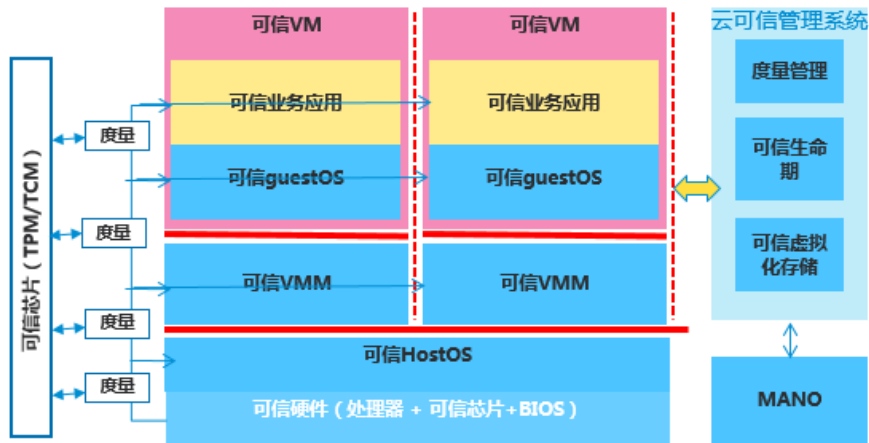 可信VM
可信VM
云可信管理系统
可信芯片（TPM/TCM）
度量管理
度量
可信业务应用
可信业务应用
可信生命
期
可信guestOS
可信guestOS
度量
可信虚拟
化存储
可信VMM
可信VMM
度量
可信HostOS
度量
可信硬件（处理器 + 可信芯片+BIOS）
MANO